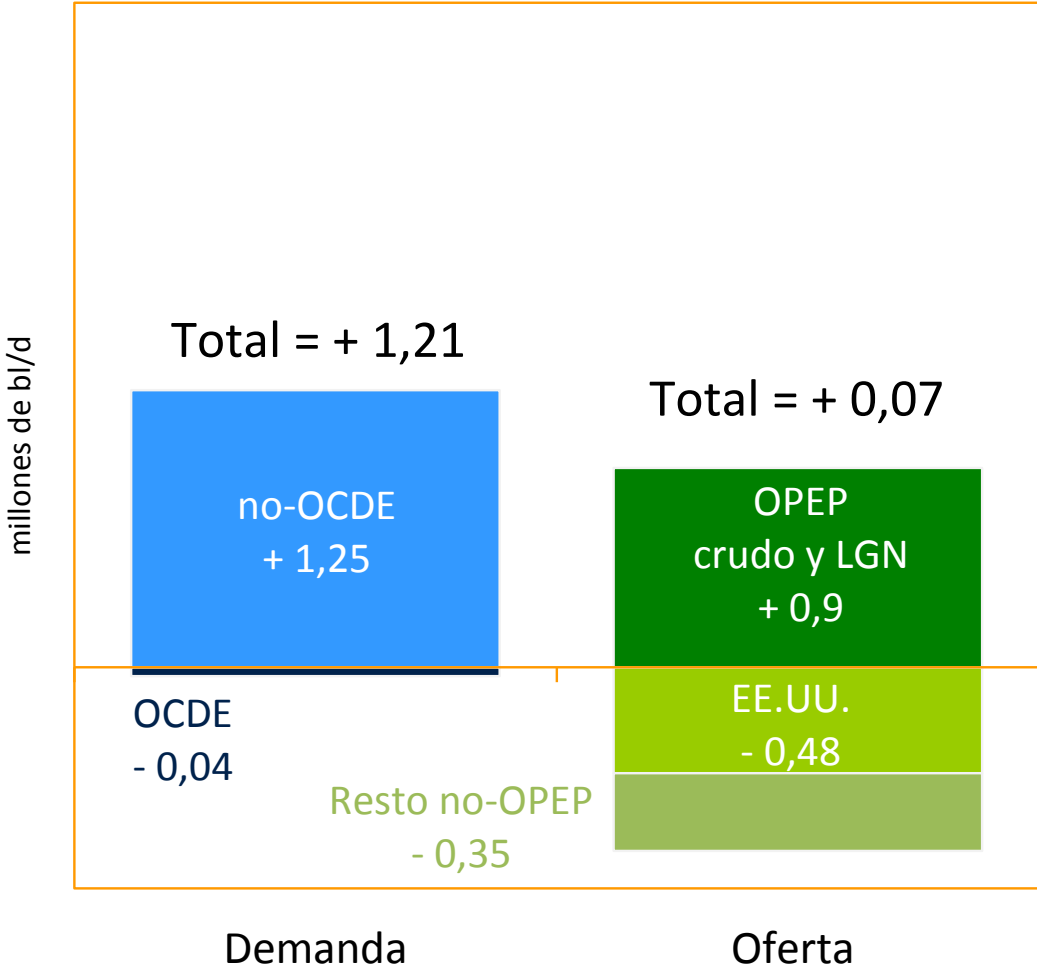 millones de bl/d
Total = + 1,21
no-OCDE
+ 1,25
OCDE
- 0,04
Total = + 0,07
OPEP
crudo y LGN
+ 0,9
EE.UU.
- 0,48
Resto no-OPEP
- 0,35
Demanda
Oferta